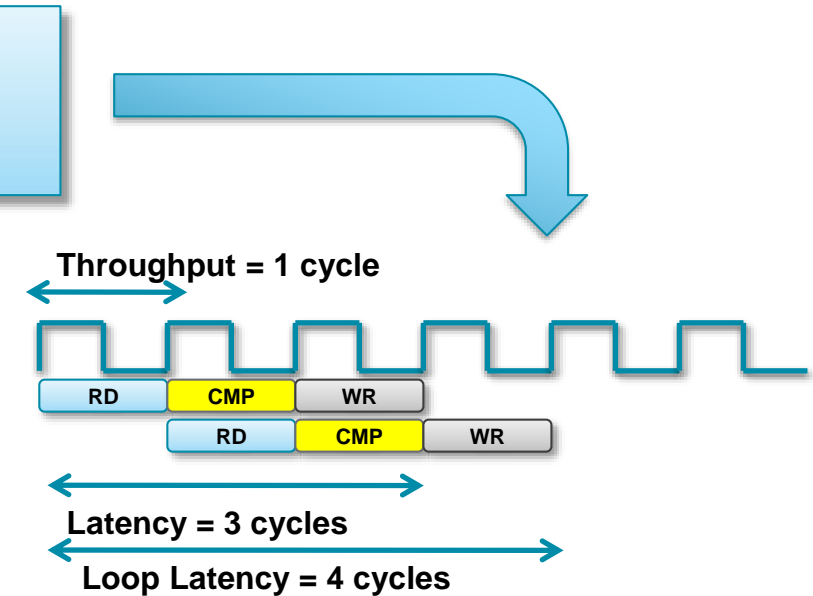 Throughput = 1 cycle
RD CMP WR
RD CMP WR
Latency = 3 cycles
Loop Latency = 4 cycles